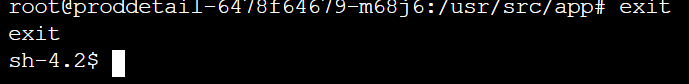 root@proddetail-6478f64679-m68j6:/usr/src/app# exit
exit
sh-4.2$